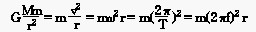 G Mm/r² = m v²/r = mω²r = m(2π/T)²r = m(2πf)²r